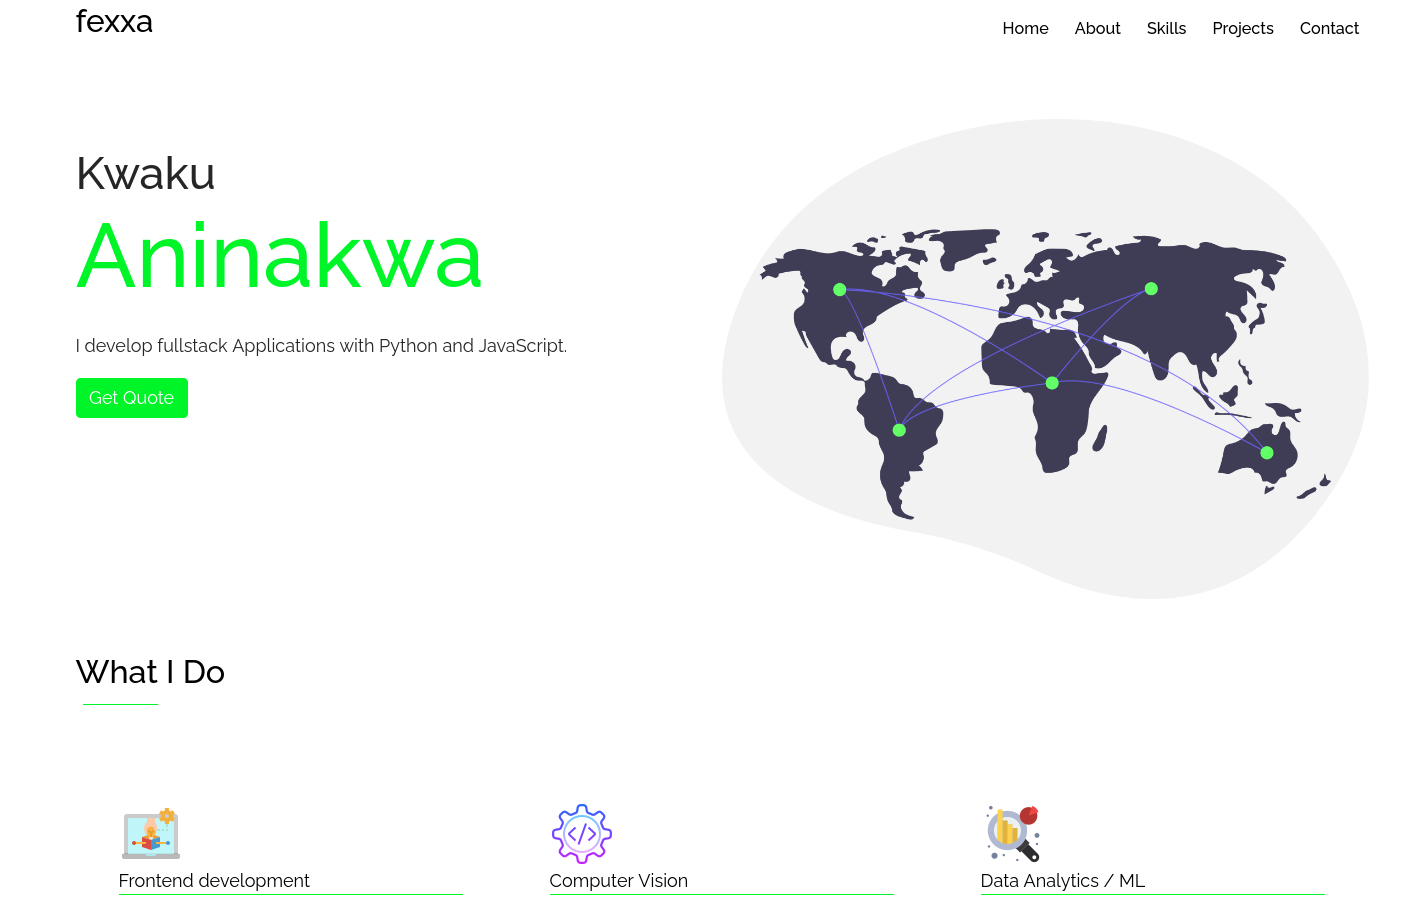 fexxa
Home About Skills Projects Contact
Kwaku
Aninakwa
I develop fullstack Applications with Python and JavaScript.
Get Quote
What I Do
Frontend development
Computer Vision
Data Analytics / ML